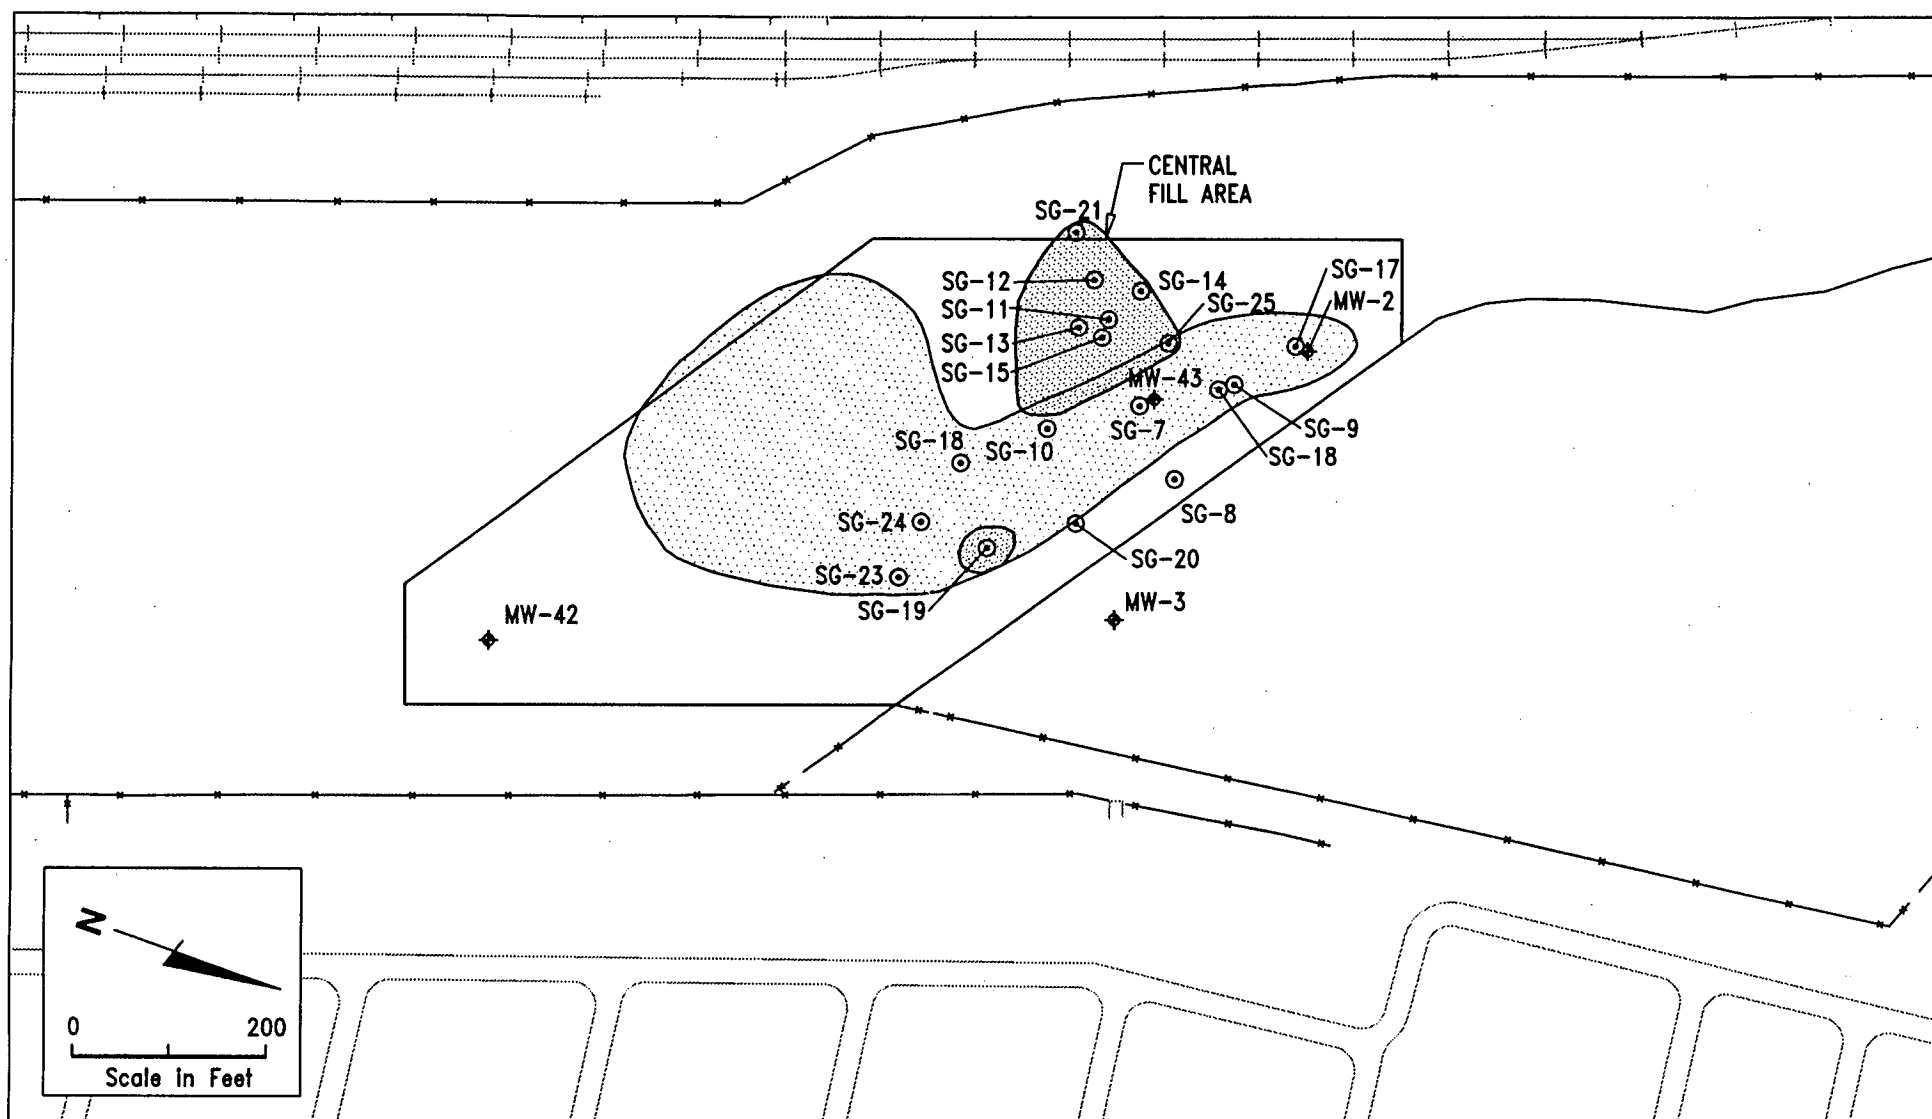 CENTRAL
FILL AREA
SG-21
SG-12
SG-14
SG-17
SG-11
SG-25
MW-2
SG-13
SG-15
MW-43
SG-18
SG-10
SG-7
SG-9
SG-18
SG-24
SG-8
SG-20
SG-23
SG-19
MW-3
MW-42
N
0 200
Scale in Feet